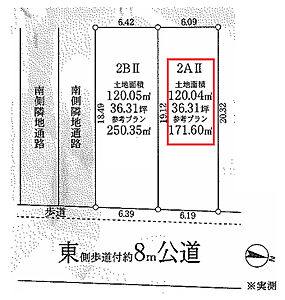 6.42
6.09
2BⅡ
土地面積
120.05㎡
36.31坪
参考プラン
250.35㎡
2AⅡ
土地面積
120.04㎡
36.31坪
参考プラン
171.60㎡
南側隣地通路
南側隣地通路
18.49
19.12
20.32
歩道
6.39
6.19
東側歩道付約8m公道
N
※実測